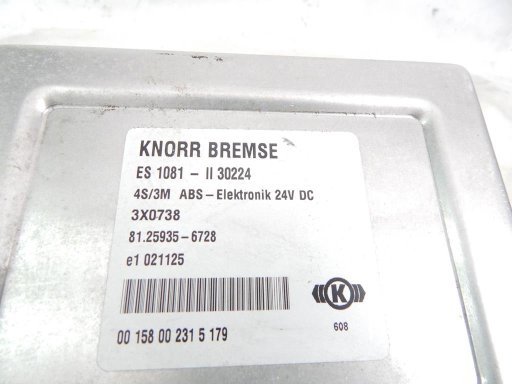 KNORR BREMSE
ES 1081 - II 30224
4S/3M ABS - Elektronik 24V DC
3X0738
81.25935-6728
e1 021125
K
00 158 00 231 5 179
608